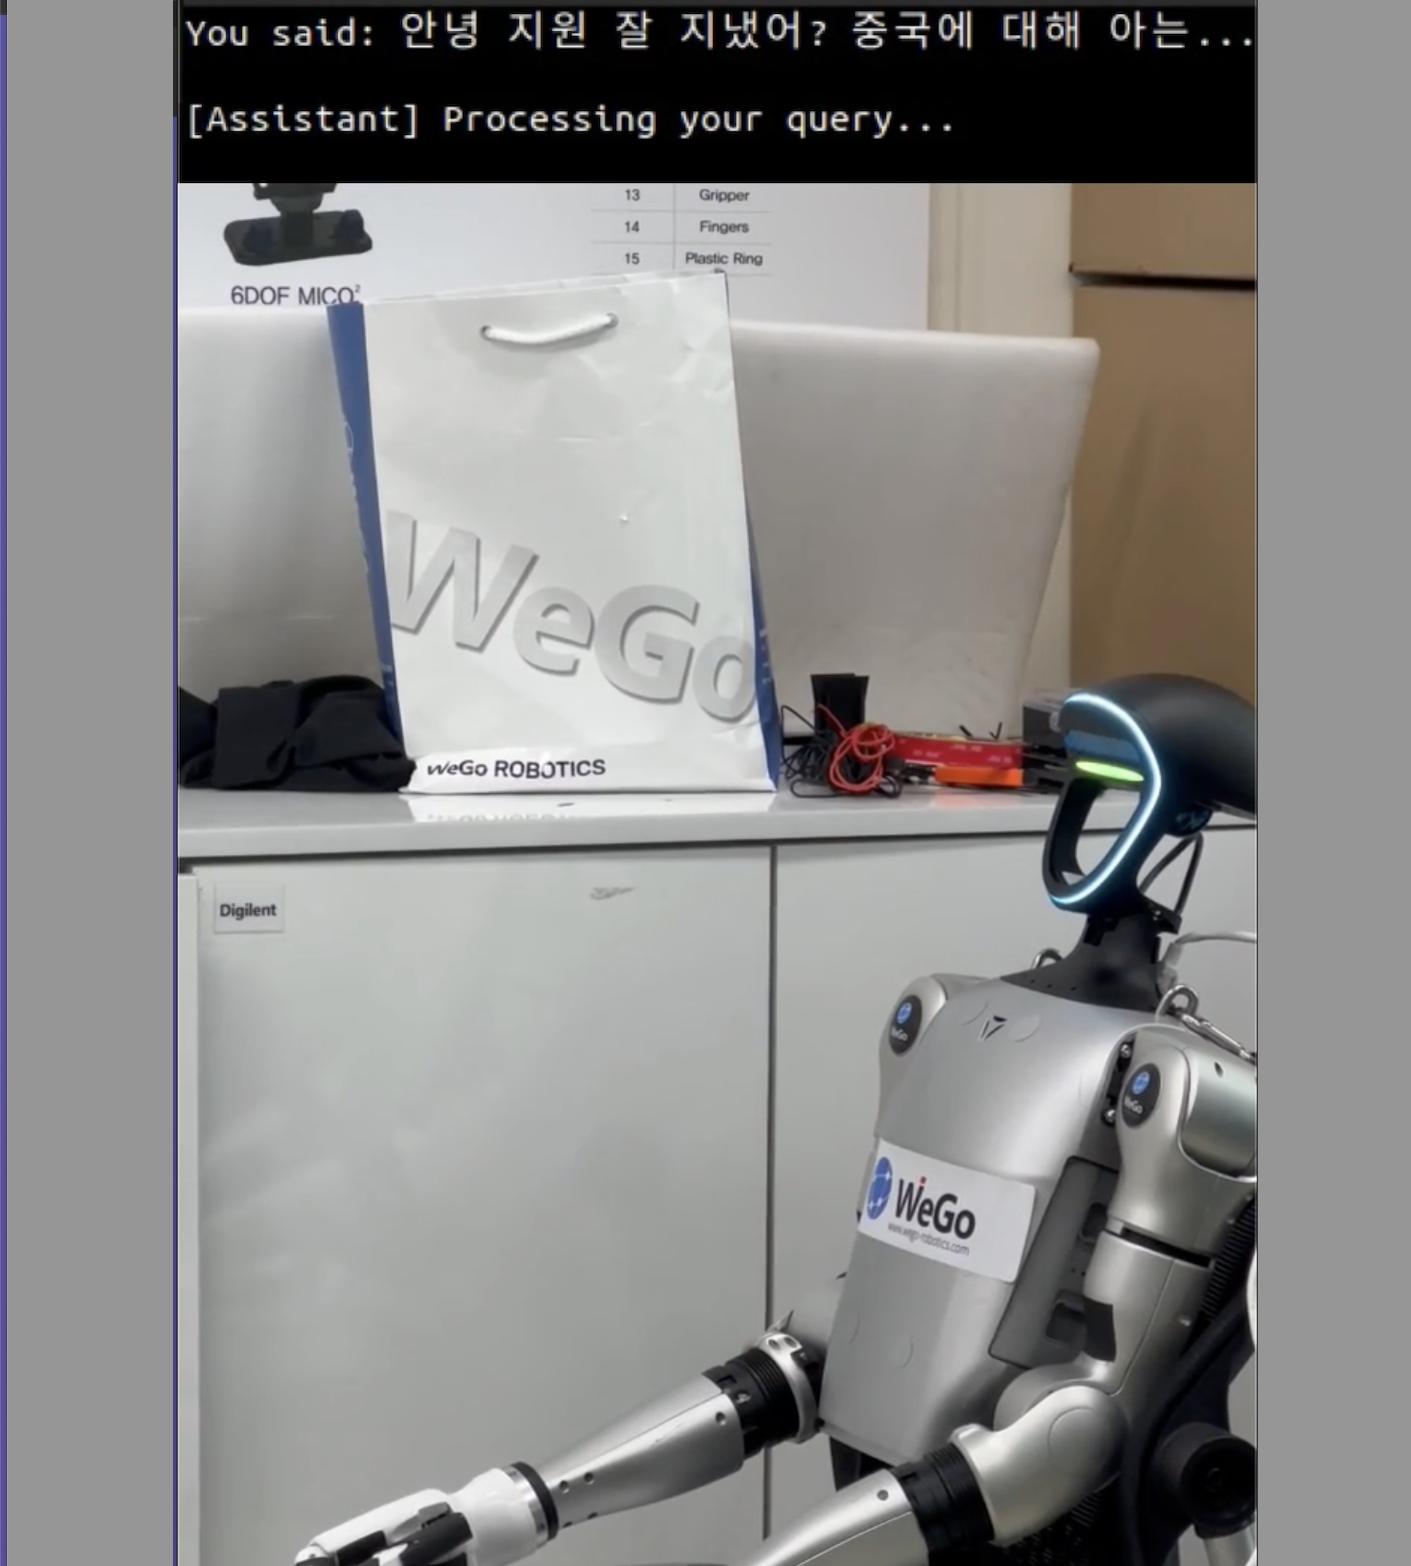 You said: 안녕 지원 잘 지냈어? 중국에 대해 아는...
[Assistant] Processing your query...
13 Gripper
14 Fingers
15 Plastic Ring
6DOF MICO²
WeGo
WeGo ROBOTICS
Digilent
WeGo
WeGo
WeGo
www.wego-robotics.com